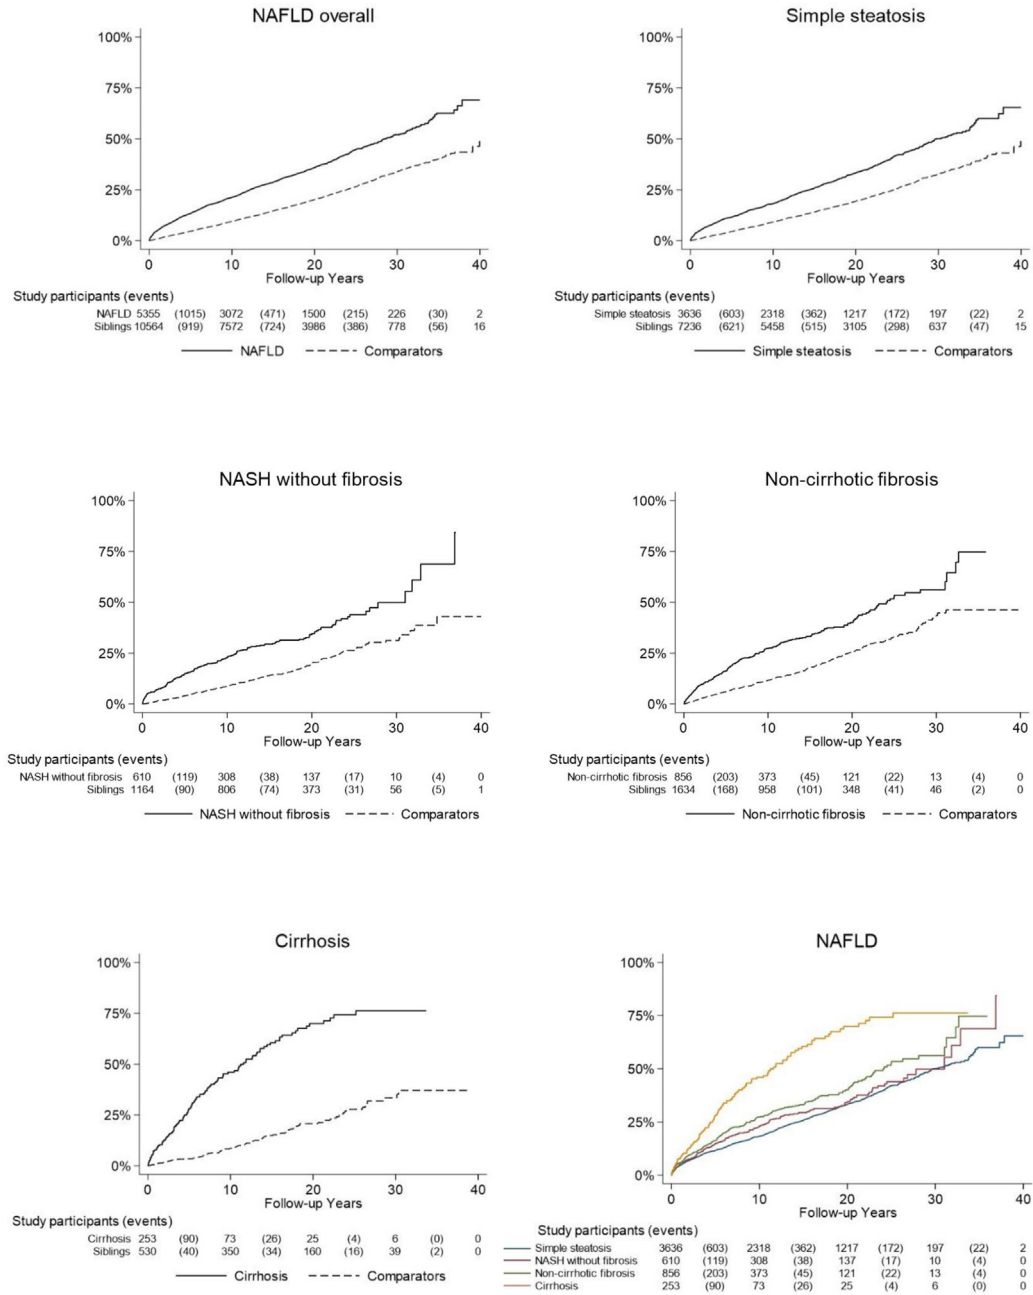 NAFLD overall
100%
75%
50%
25%
0%
0 10 20 30 40
Follow-up Years
Study participants (events)
NAFLD 5355 (1015) 3072 (471) 1500 (215) 226 (30) 2
Siblings 10564 (919) 7572 (724) 3986 (386) 778 (56) 16
NAFLD Comparators
Simple steatosis
100%
75%
50%
25%
0%
0 10 20 30 40
Follow-up Years
Study participants (events)
Simple steatosis 3636 (603) 2318 (362) 1217 (172) 197 (22) 2
Siblings 7236 (621) 5458 (515) 3105 (298) 637 (47) 15
Simple steatosis Comparators
NASH without fibrosis
100%
75%
50%
25%
0%
0 10 20 30 40
Follow-up Years
Study participants (events)
NASH without fibrosis 610 (119) 308 (38) 137 (17) 10 (4) 0
Siblings 1164 (90) 806 (74) 373 (31) 56 (5) 1
NASH without fibrosis Comparators
Non-cirrhotic fibrosis
100%
75%
50%
25%
0%
0 10 20 30 40
Follow-up Years
Study participants (events)
Non-cirrhotic fibrosis 856 (203) 373 (45) 121 (22) 13 (4) 0
Siblings 1634 (168) 958 (101) 348 (41) 46 (2) 0
Non-cirrhotic fibrosis Comparators
Cirrhosis
100%
75%
50%
25%
0%
0 10 20 30 40
Follow-up Years
Study participants (events)
Cirrhosis 253 (90) 73 (26) 25 (4) 6 (0) 0
Siblings 530 (40) 350 (34) 160 (16) 39 (2) 0
Cirrhosis Comparators
NAFLD
100%
75%
50%
25%
0%
0 10 20 30 40
Follow-up Years
Study participants (events)
Simple steatosis 3636 (603) 2318 (362) 1217 (172) 197 (22) 2
NASH without fibrosis 610 (119) 308 (38) 137 (17) 10 (4) 0
Non-cirrhotic fibrosis 856 (203) 373 (45) 121 (22) 13 (4) 0
Cirrhosis 253 (90) 73 (26) 25 (4) 6 (0) 0